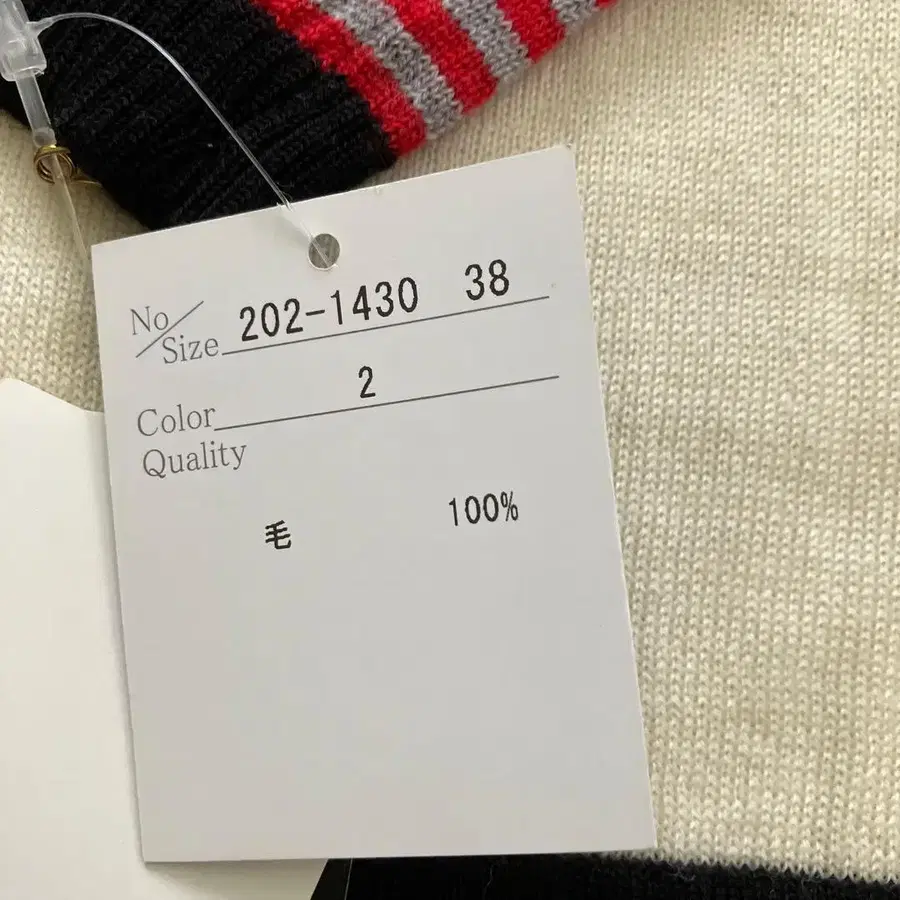 No/Size 202-1430 38
Color 2
Quality
毛 100%